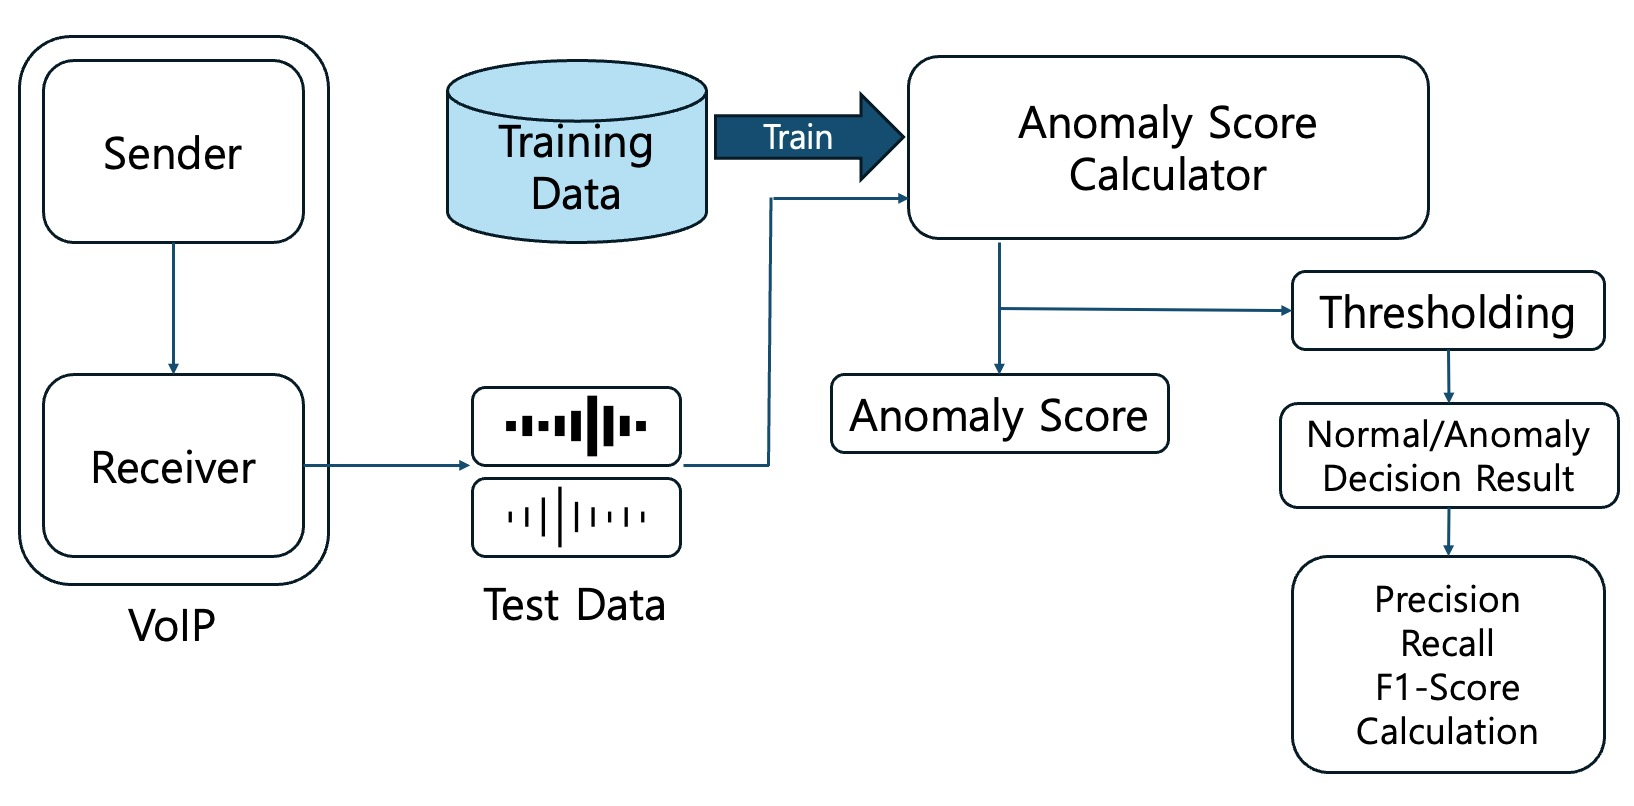 Sender
Receiver
VoIP
Training
Data
Train
Test Data
Anomaly Score
Calculator
Anomaly Score
Thresholding
Normal/Anomaly
Decision Result
Precision
Recall
F1-Score
Calculation